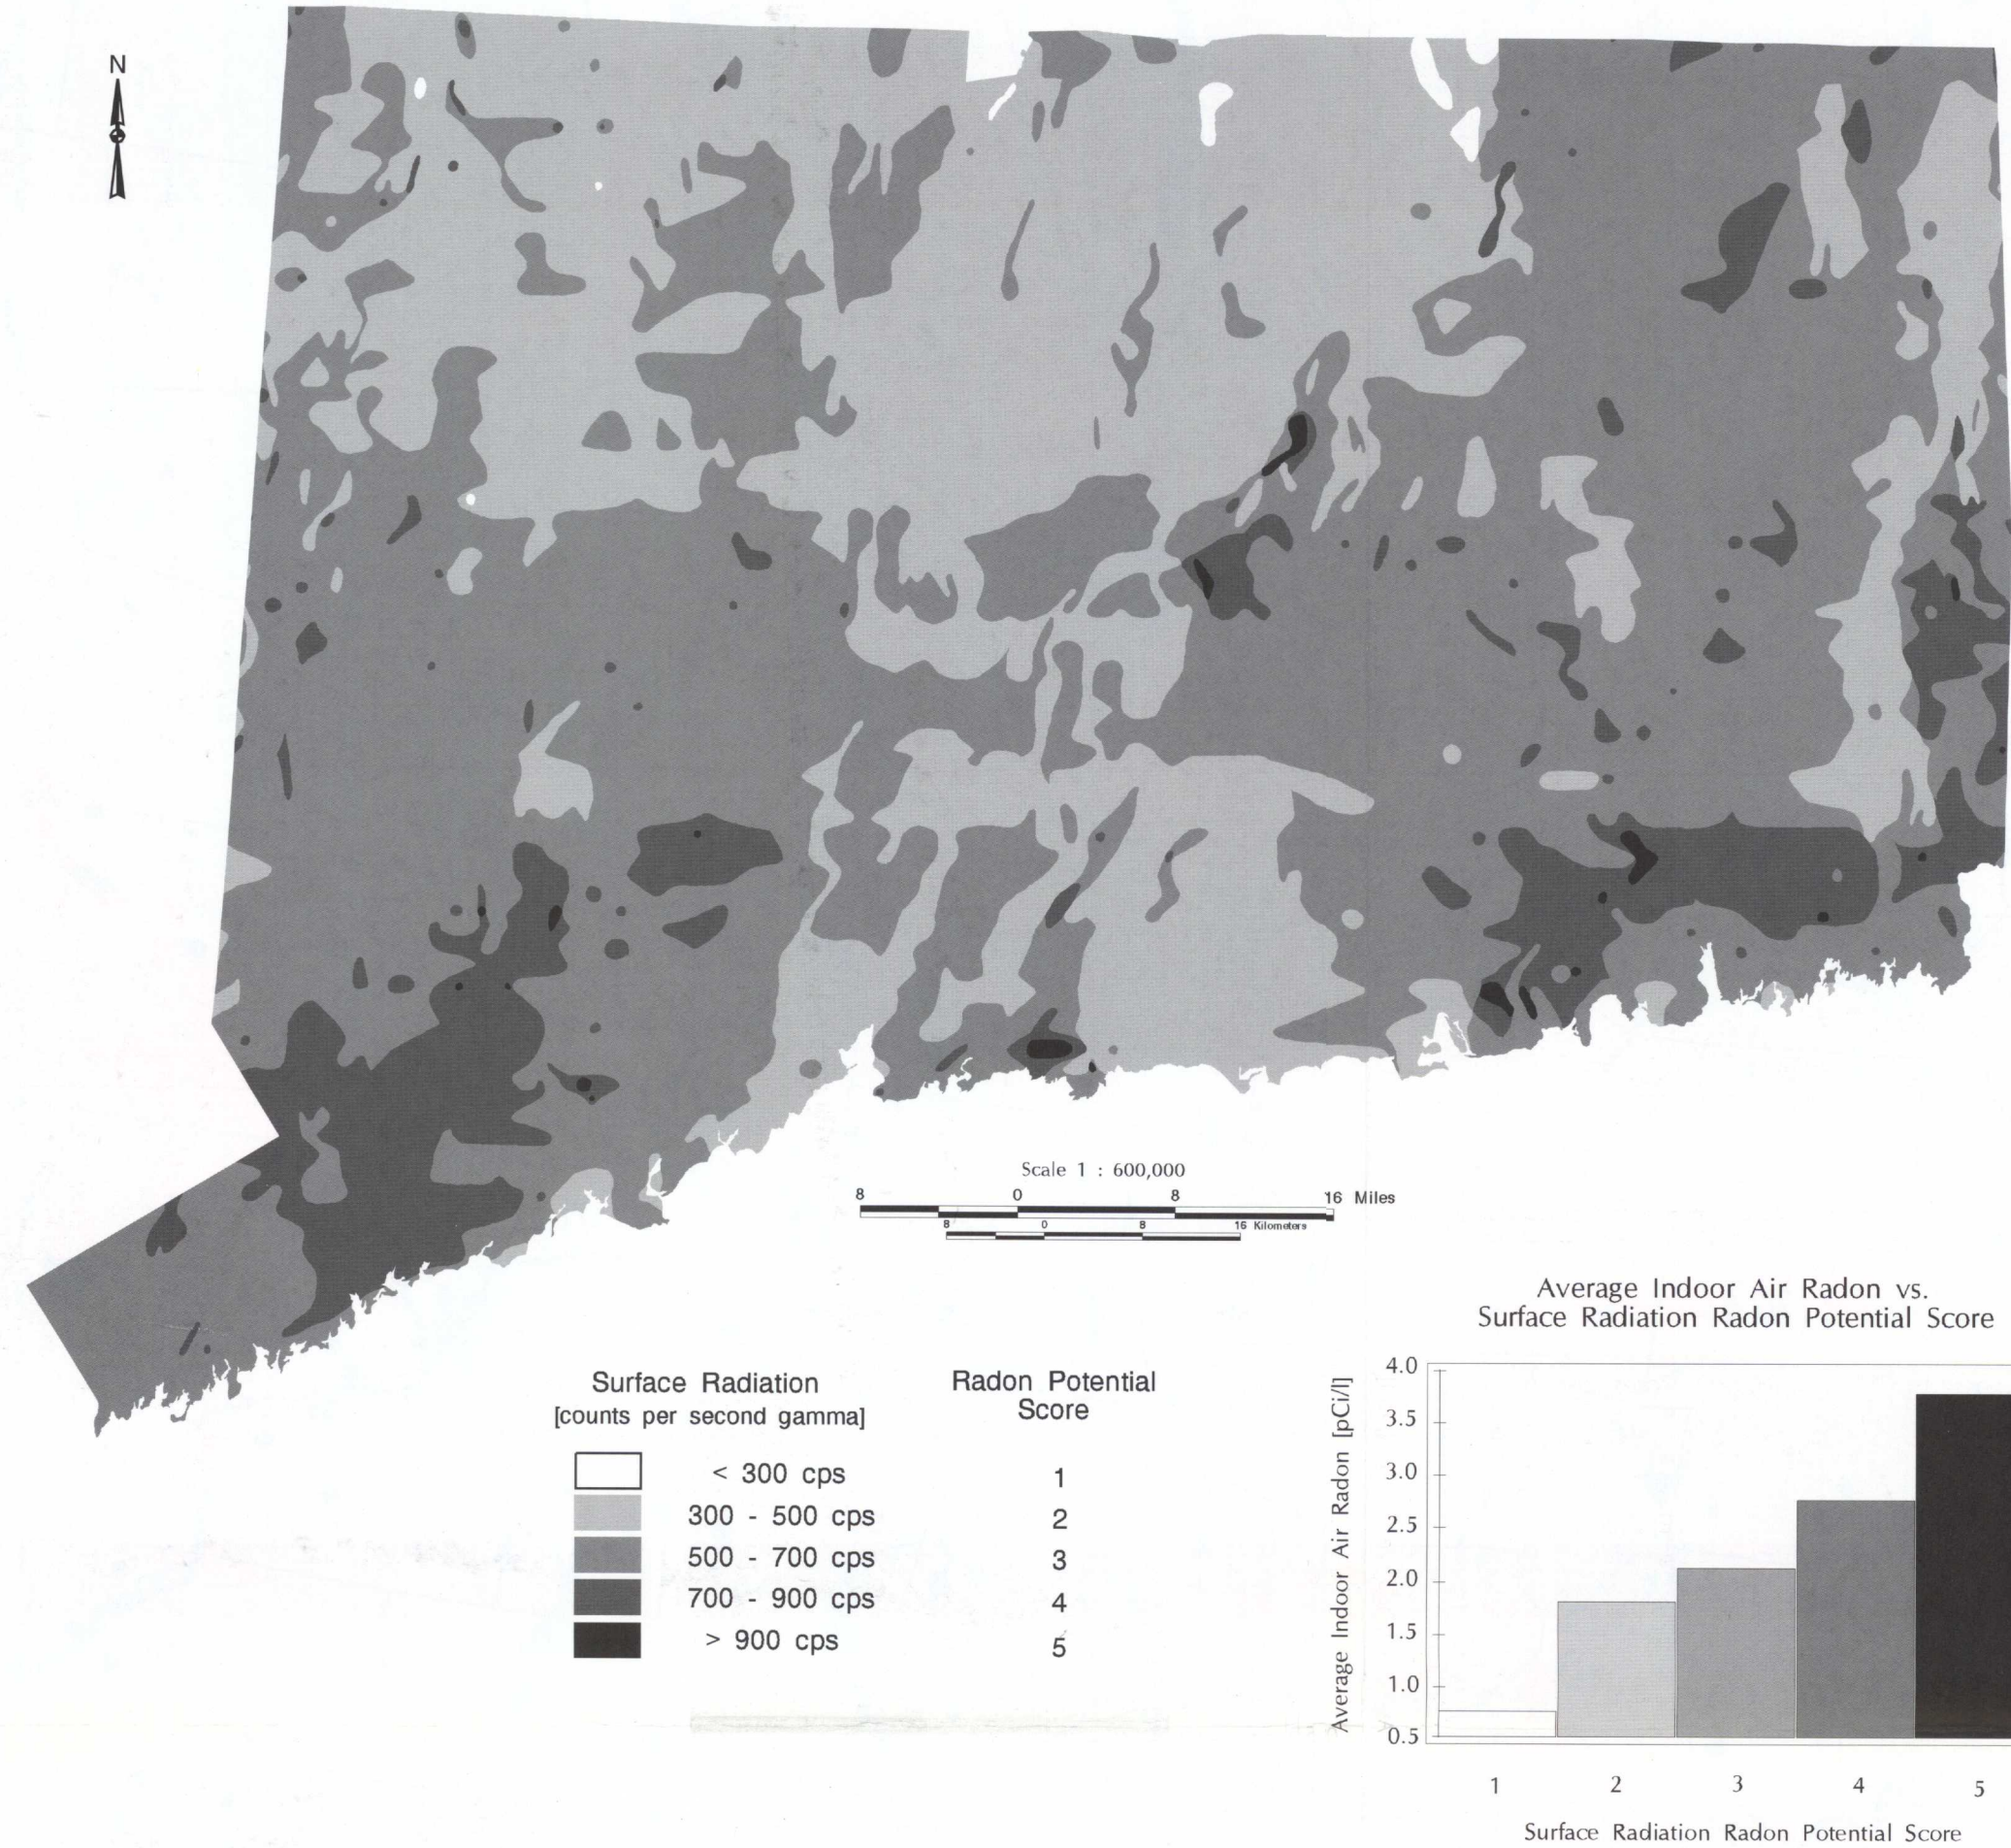 N
Scale 1 : 600,000
8 0 8 16 Miles
8 0 8 16 Kilometers
Surface Radiation
[counts per second gamma]
Radon Potential
Score
< 300 cps 1
300 - 500 cps 2
500 - 700 cps 3
700 - 900 cps 4
> 900 cps 5
Average Indoor Air Radon vs.
Surface Radiation Radon Potential Score
Average Indoor Air Radon [pCi/l]
4.0
3.5
3.0
2.5
2.0
1.5
1.0
0.5
1 2 3 4 5
Surface Radiation Radon Potential Score